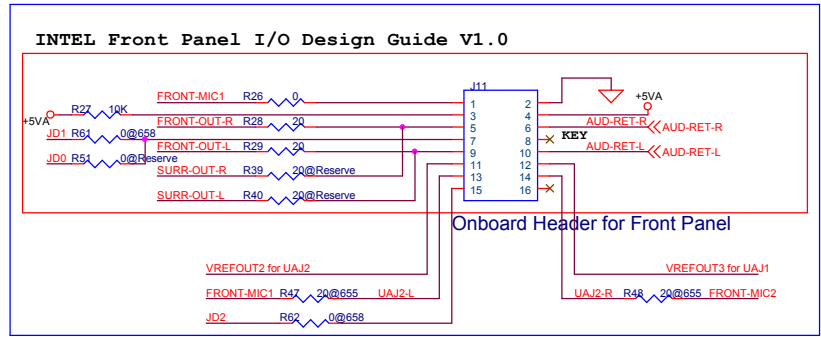 INTEL Front Panel I/O Design Guide V1.0
J11
FRONT-MIC1 R26 0 1 2
+5VA R27 10K 3 4 +5VA
FRONT-OUT-R R28 20 5 6 AUD-RET-R AUD-RET-R
JD1 R61 0@658 7 8 KEY
FRONT-OUT-L R29 20 9 10 AUD-RET-L AUD-RET-L
JD0 R51 0@Reserve 11 12
SURR-OUT-R R39 20@Reserve 13 14
SURR-OUT-L R40 20@Reserve 15 16
Onboard Header for Front Panel
VREFOUT2 for UAJ2 VREFOUT3 for UAJ1
FRONT-MIC1 R47 20@655 UAJ2-L UAJ2-R R48 20@655 FRONT-MIC2
JD2 R62 0@658